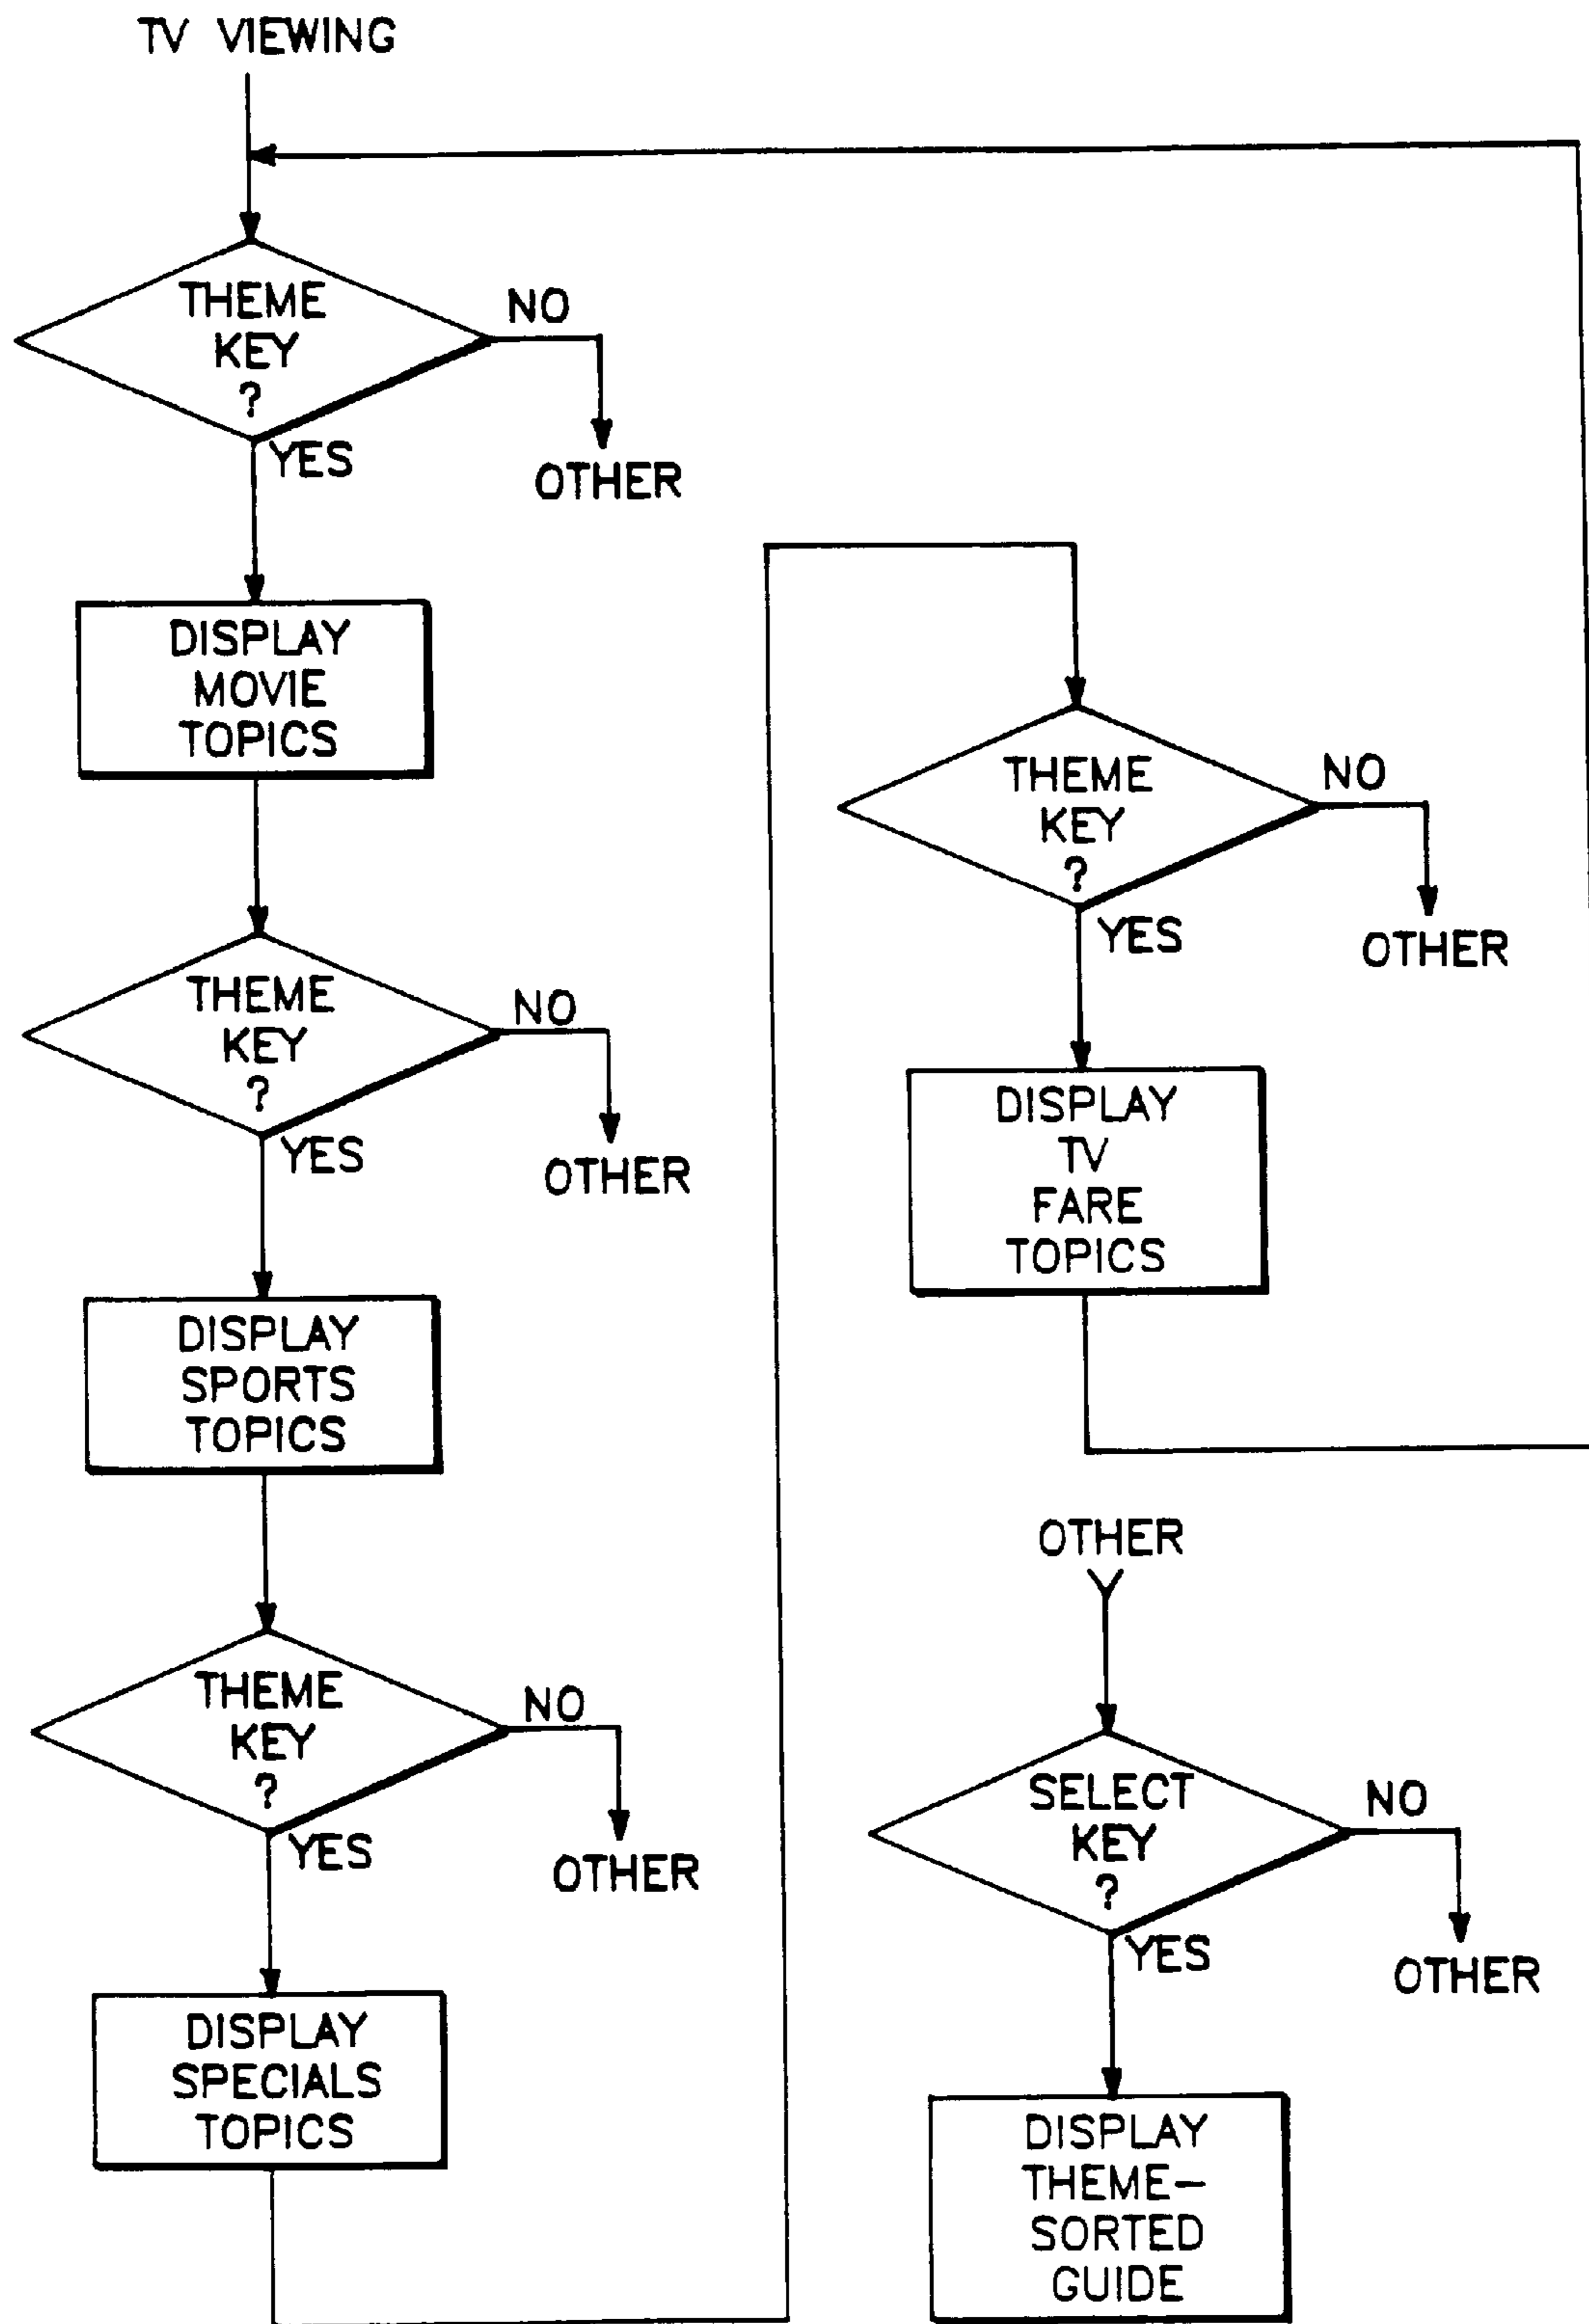 TV VIEWING
THEME
KEY
?
NO
YES
OTHER
DISPLAY
MOVIE
TOPICS
THEME
KEY
?
NO
YES
OTHER
DISPLAY
SPORTS
TOPICS
THEME
KEY
?
NO
YES
OTHER
DISPLAY
SPECIALS
TOPICS
THEME
KEY
?
NO
YES
OTHER
DISPLAY
TV
FARE
TOPICS
OTHER
SELECT
KEY
?
NO
YES
OTHER
DISPLAY
THEME-
SORTED
GUIDE